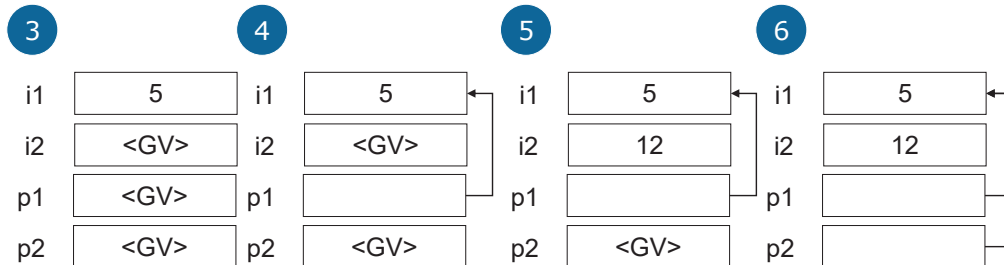 3 4 5 6
i1 5 i1 5 i1 5 i1 5
i2 <GV> i2 <GV> i2 12 i2 12
p1 <GV> p1 p1 p1
p2 <GV> p2 <GV> p2 <GV> p2